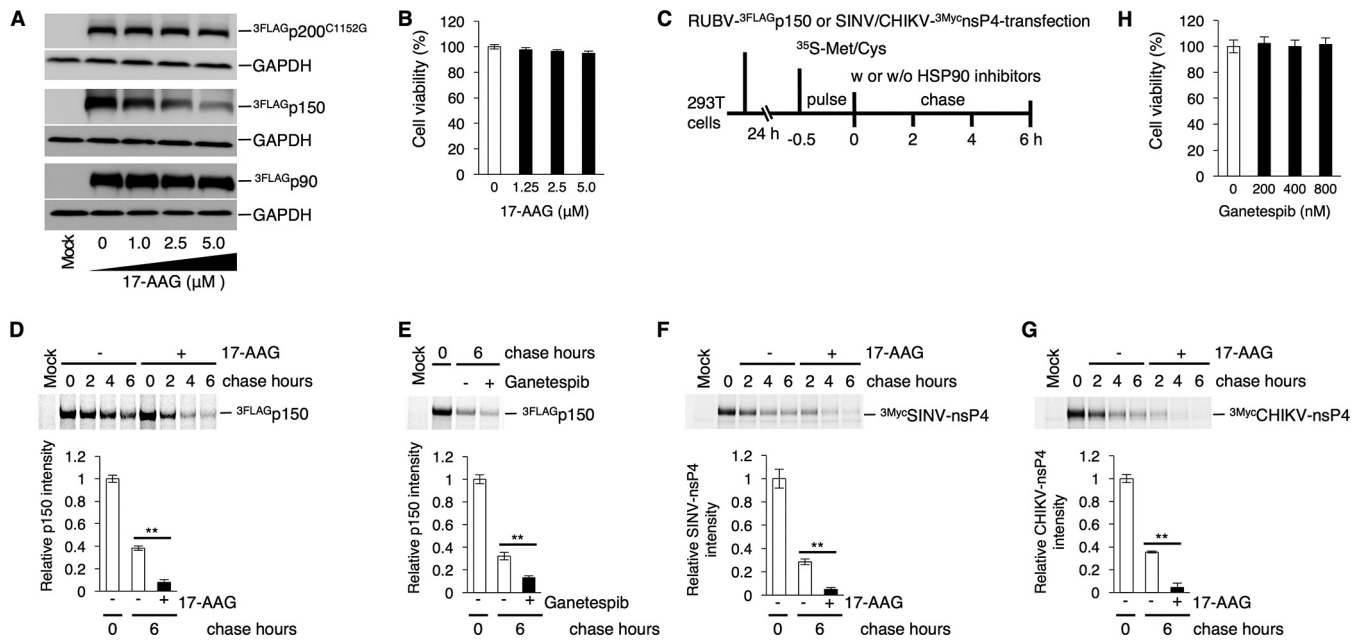 A
3FLAGp200C1152G
GAPDH
3FLAGp150
GAPDH
3FLAGp90
GAPDH
Mock 0 1.0 2.5 5.0
17-AAG (μM )
B
Cell viability (%)
120
100
80
60
40
20
0
0 1.25 2.5 5.0
17-AAG (μM)
C
RUBV-3FLAGp150 or SINV/CHIKV-3MycnsP4-transfection
35S-Met/Cys
w or w/o HSP90 inhibitors
293T cells
pulse chase
24 h -0.5 0 2 4 6 h
H
Cell viability (%)
120
100
80
60
40
20
0
0 200 400 800
Ganetespib (nM)
D
Mock - + 17-AAG
0 2 4 6 0 2 4 6 chase hours
3FLAGp150
Relative p150 intensity
1.2
1
0.8
0.6
0.4
0.2
0
**
- - + 17-AAG
0 6 chase hours
E
Mock 0 6 chase hours
- + Ganetespib
3FLAGp150
Relative p150 intensity
1.2
1
0.8
0.6
0.4
0.2
0
**
- - + Ganetespib
0 6 chase hours
F
Mock - + 17-AAG
0 2 4 6 2 4 6 chase hours
3MycSINV-nsP4
Relative SINV-nsP4
intensity
1.2
1
0.8
0.6
0.4
0.2
0
**
- - + 17-AAG
0 6 chase hours
G
Mock - + 17-AAG
0 2 4 6 2 4 6 chase hours
3MycCHIKV-nsP4
Relative CHIKV-nsP4
intensity
1.2
1
0.8
0.6
0.4
0.2
0
**
- - + 17-AAG
0 6 chase hours